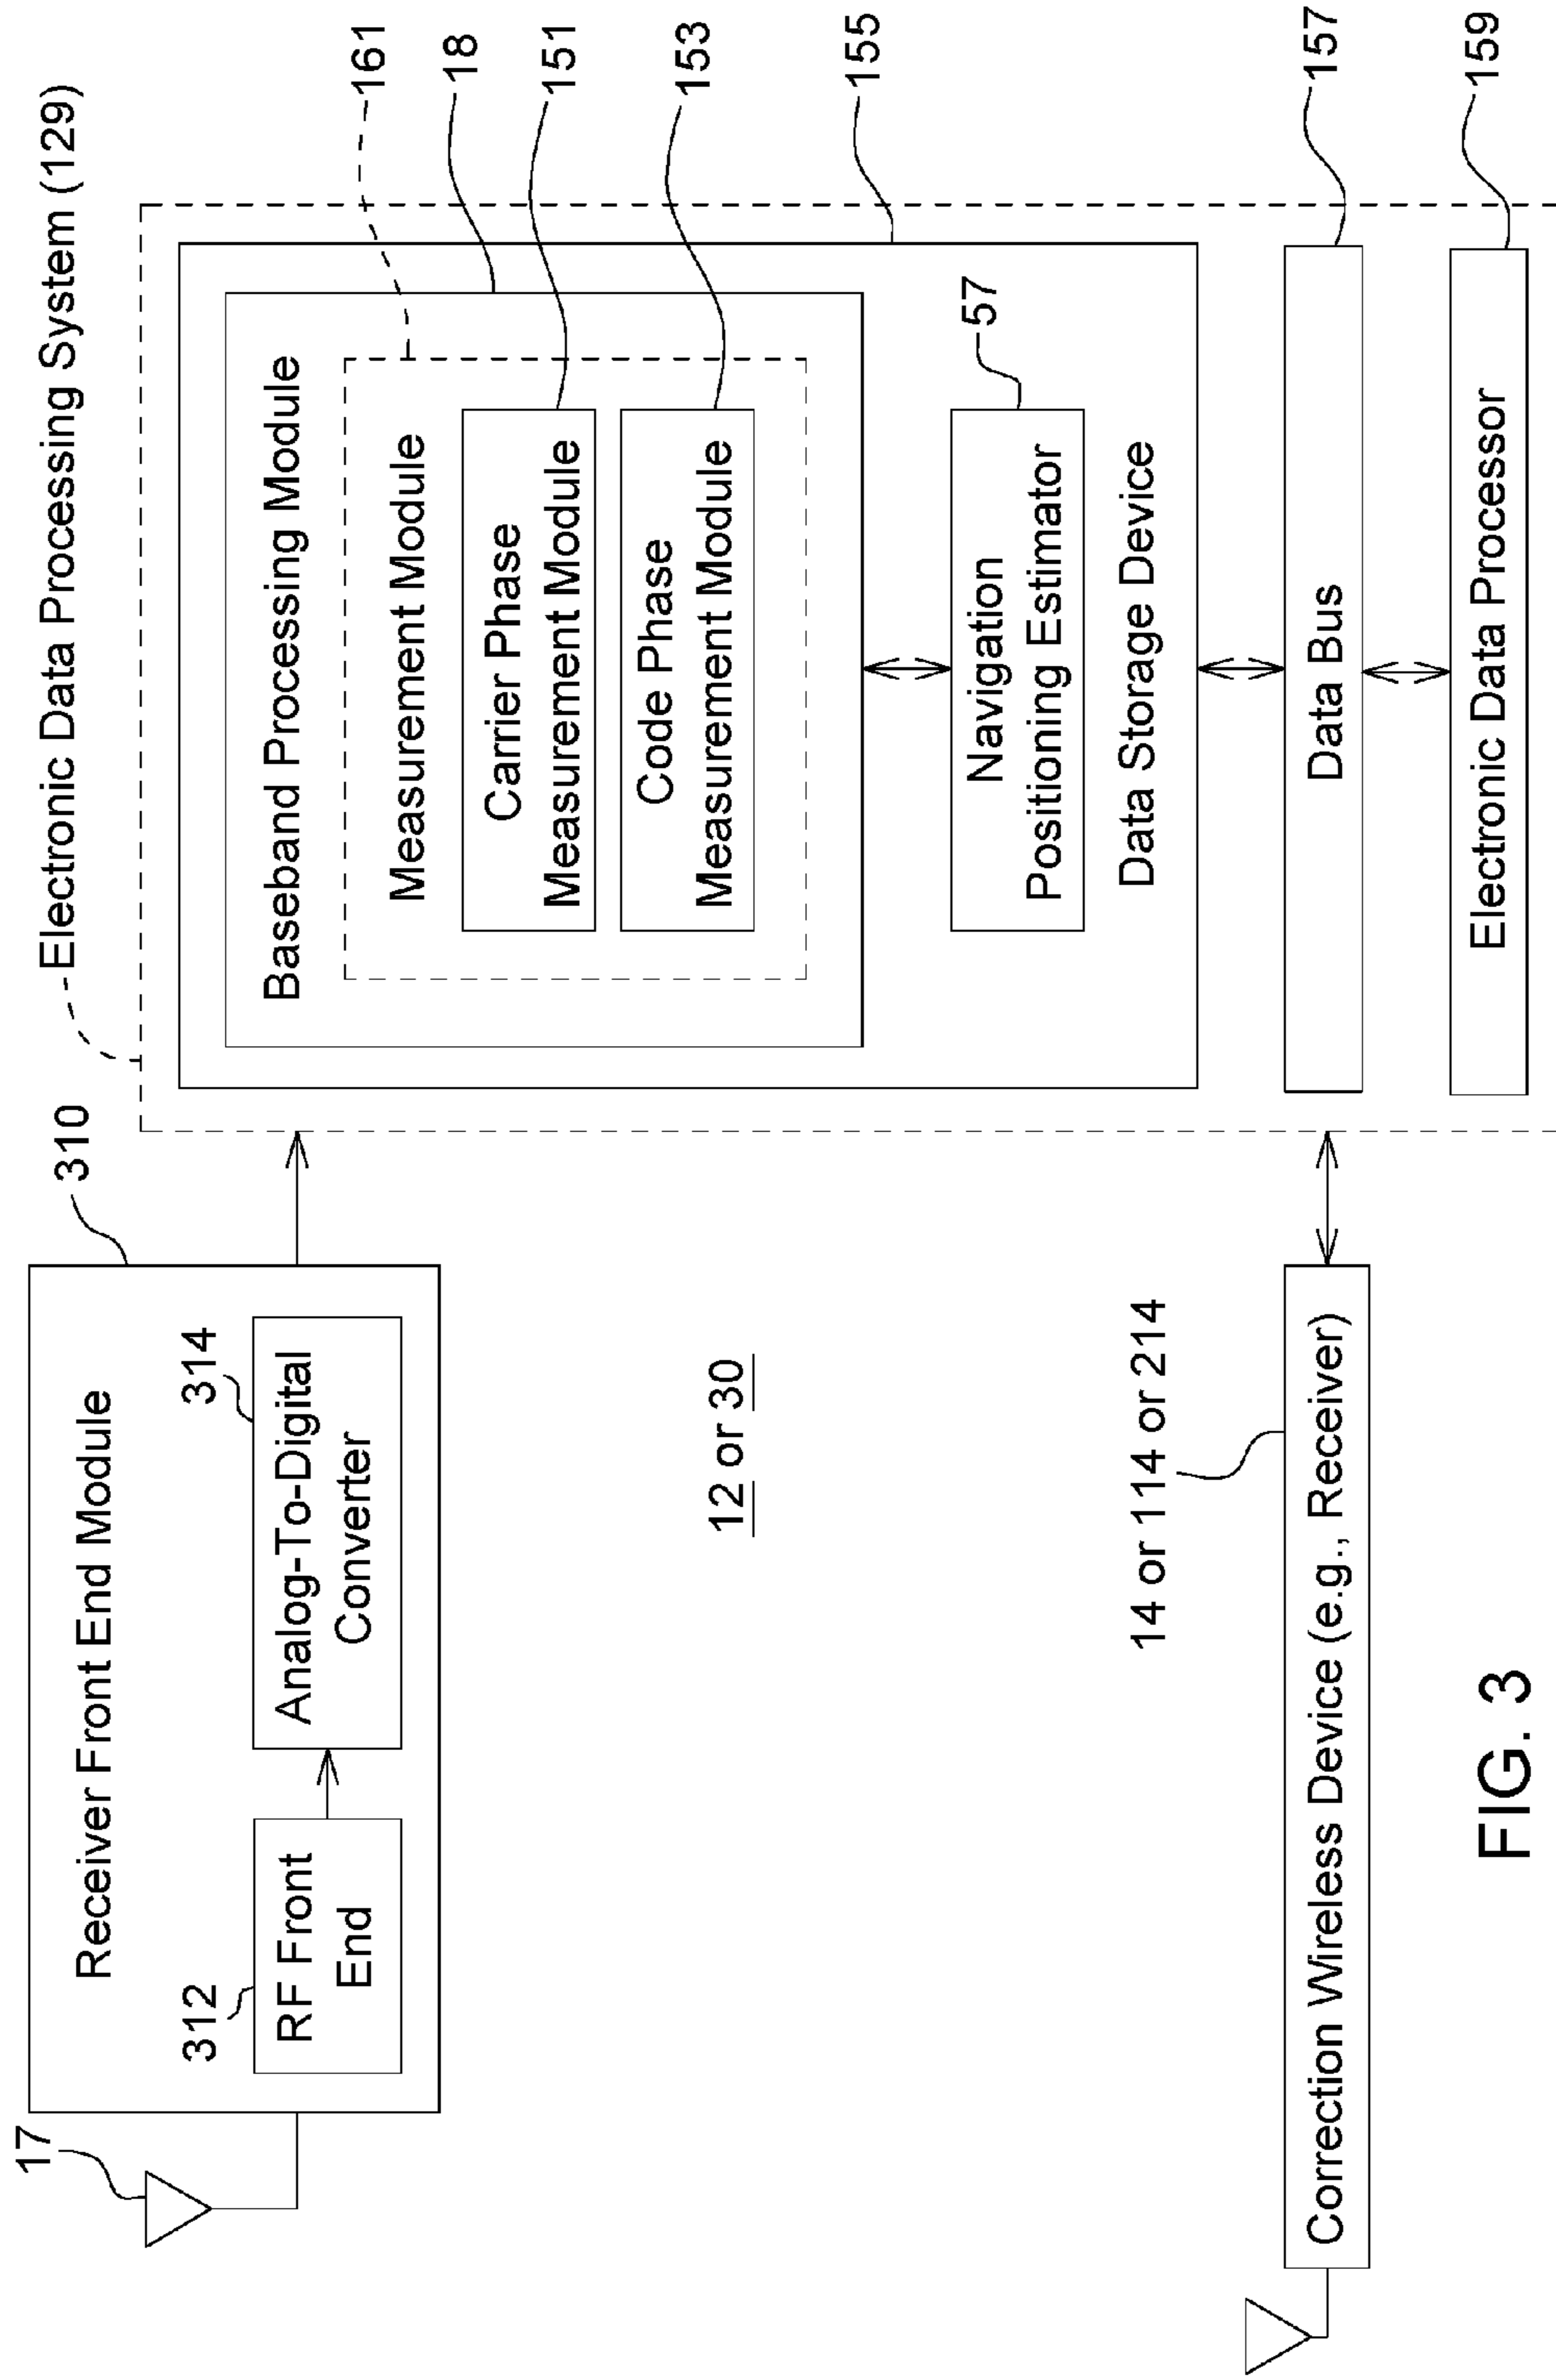 17
Receiver Front End Module
310
312
RF Front
End
314
Analog-To-Digital
Converter
Electronic Data Processing System (129)
Baseband Processing Module
Measurement Module
Carrier Phase
Measurement Module
Code Phase
Measurement Module
Navigation
Positioning Estimator
Data Storage Device
Data Bus
Electronic Data Processor
161
18
151
153
57
155
157
159
12 or 30
14 or 114 or 214
Correction Wireless Device (e.g., Receiver)
FIG. 3